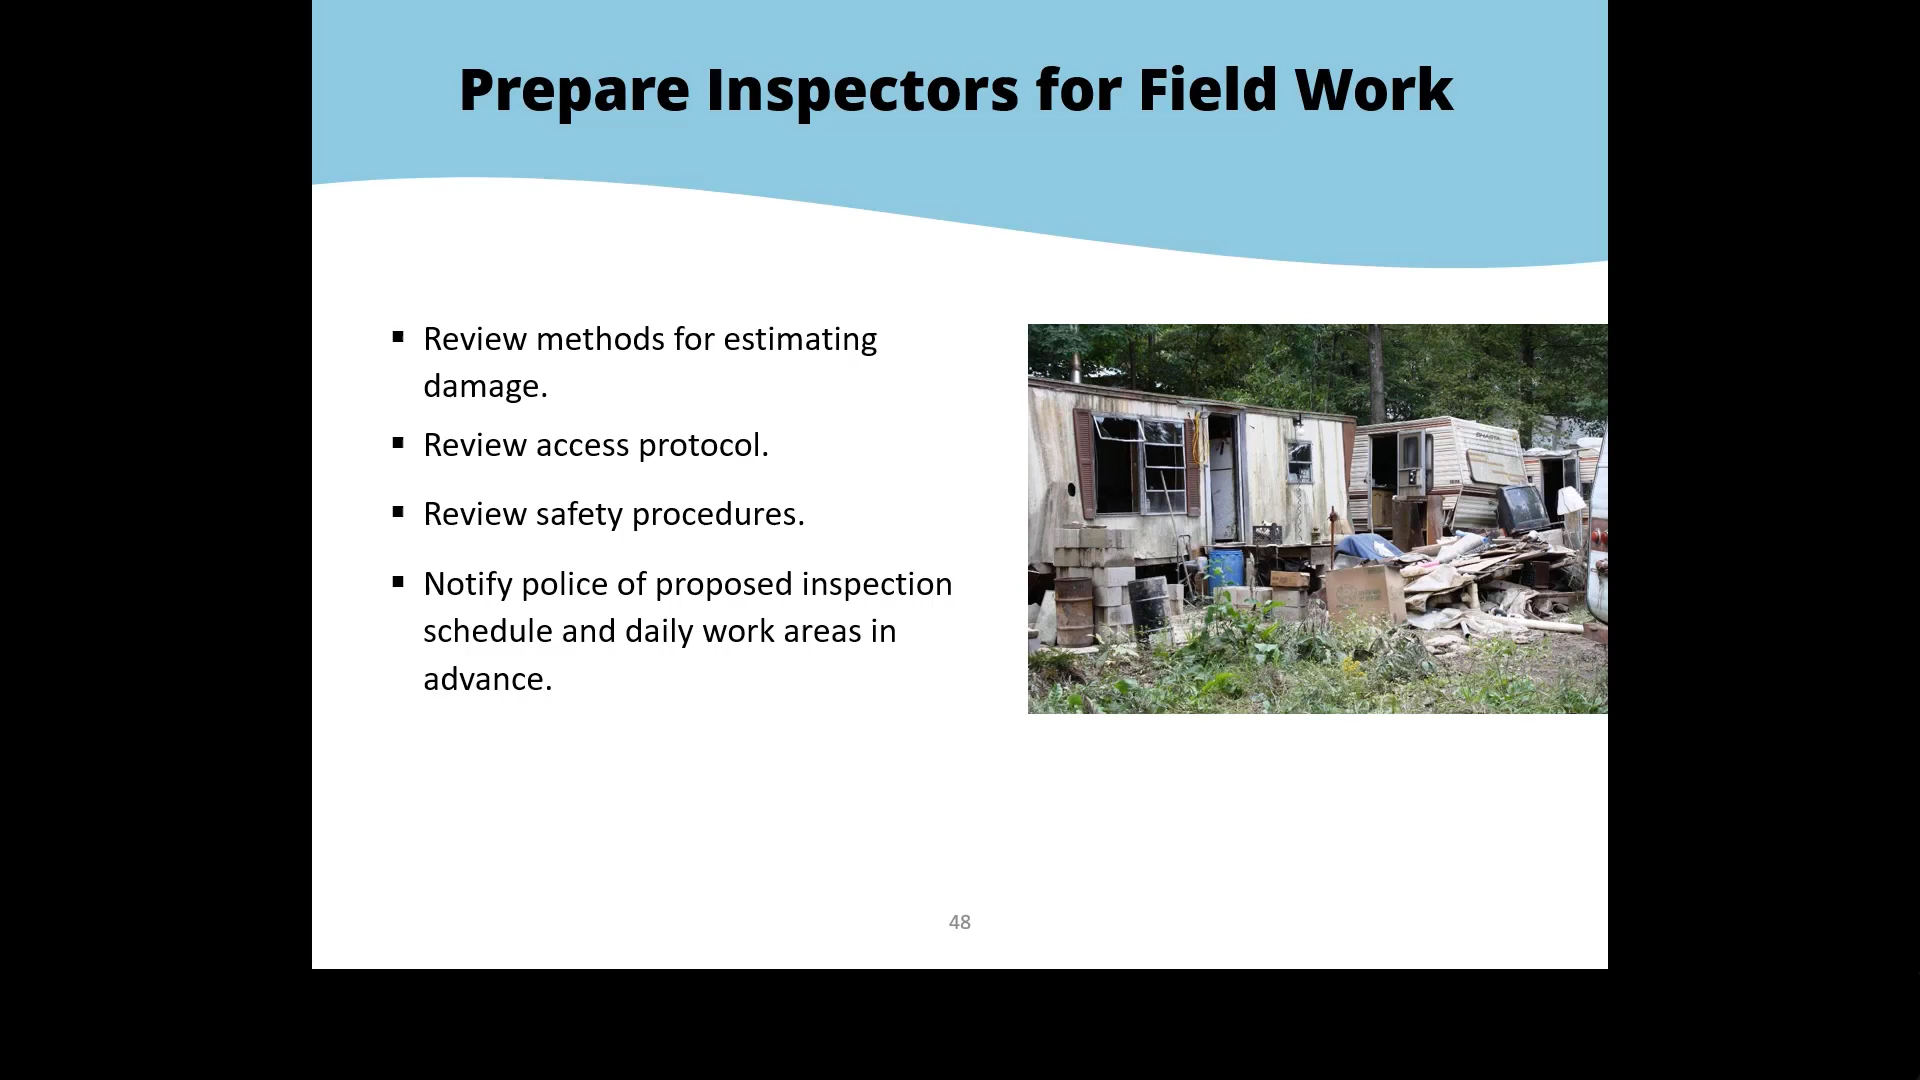 Prepare Inspectors for Field Work
▪ Review methods for estimating
damage.
▪ Review access protocol.
▪ Review safety procedures.
▪ Notify police of proposed inspection
schedule and daily work areas in
advance.
48